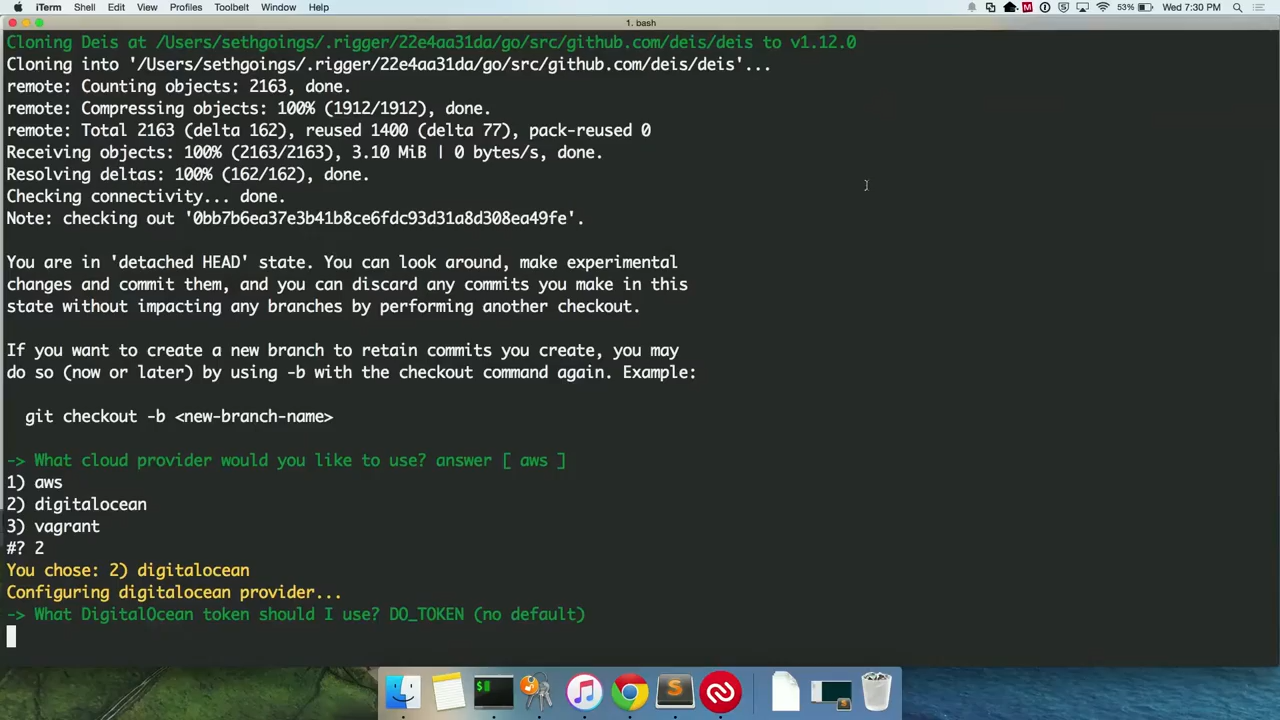 iTerm Shell Edit View Profiles Toolbelt Window Help 53% Wed 7:30 PM
1. bash
Cloning Deis at /Users/sethgoings/.rigger/22e4aa31da/go/src/github.com/deis/deis to v1.12.0
Cloning into '/Users/sethgoings/.rigger/22e4aa31da/go/src/github.com/deis/deis'...
remote: Counting objects: 2163, done.
remote: Compressing objects: 100% (1912/1912), done.
remote: Total 2163 (delta 162), reused 1400 (delta 77), pack-reused 0
Receiving objects: 100% (2163/2163), 3.10 MiB | 0 bytes/s, done.
Resolving deltas: 100% (162/162), done.
Checking connectivity... done.
Note: checking out '0bb7b6ea37e3b41b8ce6fdc93d31a8d308ea49fe'.
You are in 'detached HEAD' state. You can look around, make experimental
changes and commit them, and you can discard any commits you make in this
state without impacting any branches by performing another checkout.
If you want to create a new branch to retain commits you create, you may
do so (now or later) by using -b with the checkout command again. Example:
git checkout -b <new-branch-name>
-> What cloud provider would you like to use? answer [ aws ]
1) aws
2) digitalocean
3) vagrant
#? 2
You chose: 2) digitalocean
Configuring digitalocean provider...
-> What DigitalOcean token should I use? DO_TOKEN (no default)